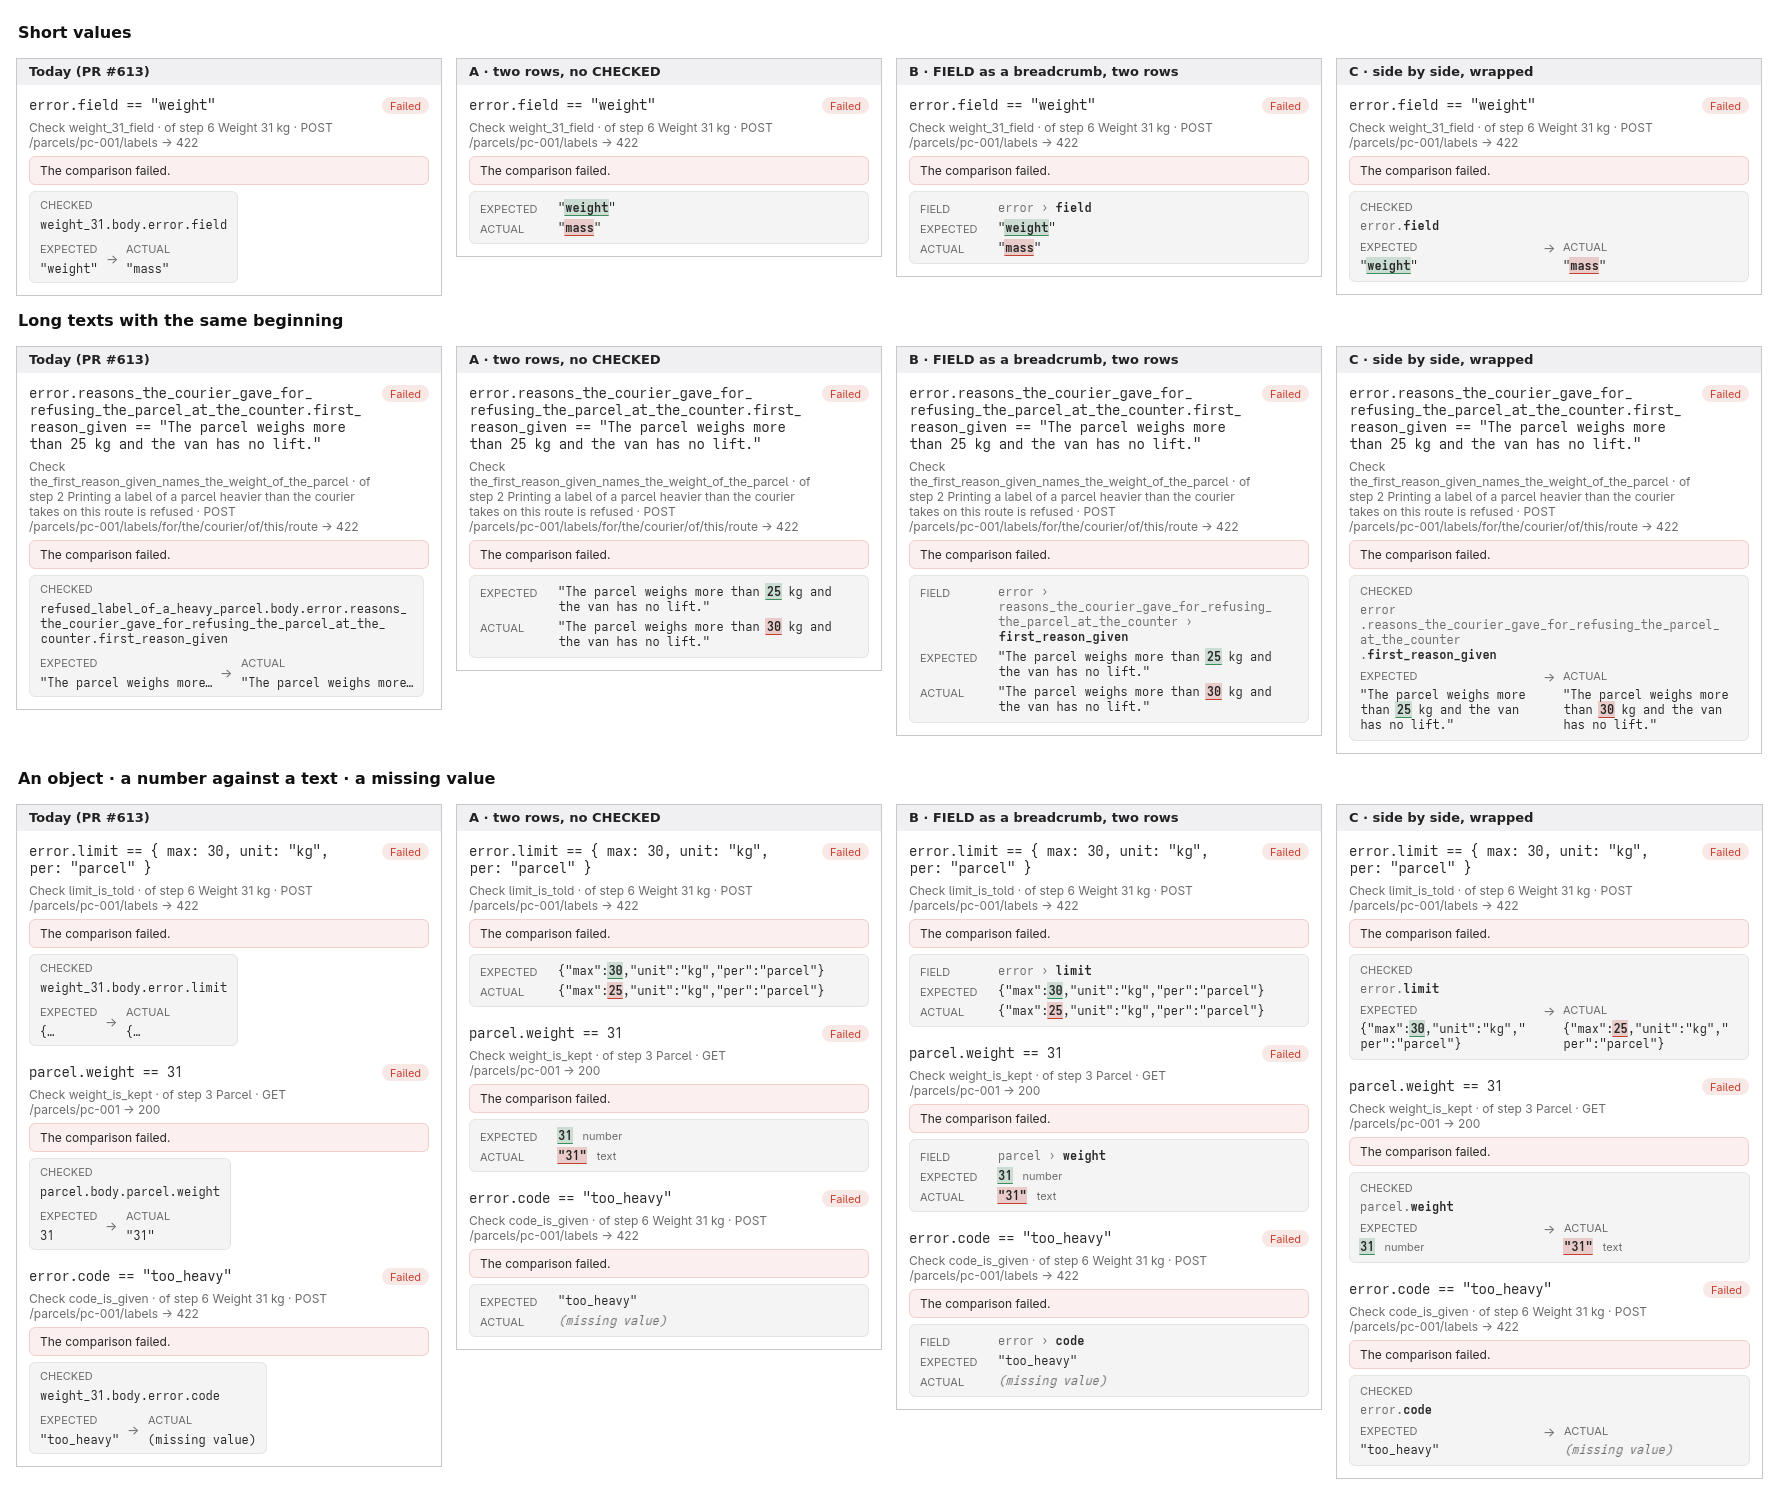 Short values
Today (PR #613)
error.field == "weight"
Failed
Check weight_31_field · of step 6 Weight 31 kg · POST
/parcels/pc-001/labels → 422
The comparison failed.
CHECKED
weight_31.body.error.field
EXPECTED
→
ACTUAL
"weight"
"mass"
A · two rows, no CHECKED
error.field == "weight"
Failed
Check weight_31_field · of step 6 Weight 31 kg · POST
/parcels/pc-001/labels → 422
The comparison failed.
EXPECTED "weight"
ACTUAL "mass"
B · FIELD as a breadcrumb, two rows
error.field == "weight"
Failed
Check weight_31_field · of step 6 Weight 31 kg · POST
/parcels/pc-001/labels → 422
The comparison failed.
FIELD error › field
EXPECTED "weight"
ACTUAL "mass"
C · side by side, wrapped
error.field == "weight"
Failed
Check weight_31_field · of step 6 Weight 31 kg · POST
/parcels/pc-001/labels → 422
The comparison failed.
CHECKED
error.field
EXPECTED → ACTUAL
"weight" "mass"
Long texts with the same beginning
Today (PR #613)
error.reasons_the_courier_gave_for_
refusing_the_parcel_at_the_counter.first_
reason_given == "The parcel weighs more
than 25 kg and the van has no lift."
Failed
Check
the_first_reason_given_names_the_weight_of_the_parcel · of
step 2 Printing a label of a parcel heavier than the courier
takes on this route is refused · POST
/parcels/pc-001/labels/for/the/courier/of/this/route → 422
The comparison failed.
CHECKED
refused_label_of_a_heavy_parcel.body.error.reasons_
the_courier_gave_for_refusing_the_parcel_at_the_
counter.first_reason_given
EXPECTED → ACTUAL
"The parcel weighs more… "The parcel weighs more…
A · two rows, no CHECKED
error.reasons_the_courier_gave_for_
refusing_the_parcel_at_the_counter.first_
reason_given == "The parcel weighs more
than 25 kg and the van has no lift."
Failed
Check
the_first_reason_given_names_the_weight_of_the_parcel · of
step 2 Printing a label of a parcel heavier than the courier
takes on this route is refused · POST
/parcels/pc-001/labels/for/the/courier/of/this/route → 422
The comparison failed.
EXPECTED "The parcel weighs more than 25 kg and
the van has no lift."
ACTUAL "The parcel weighs more than 30 kg and
the van has no lift."
B · FIELD as a breadcrumb, two rows
error.reasons_the_courier_gave_for_
refusing_the_parcel_at_the_counter.first_
reason_given == "The parcel weighs more
than 25 kg and the van has no lift."
Failed
Check
the_first_reason_given_names_the_weight_of_the_parcel · of
step 2 Printing a label of a parcel heavier than the courier
takes on this route is refused · POST
/parcels/pc-001/labels/for/the/courier/of/this/route → 422
The comparison failed.
FIELD error ›
reasons_the_courier_gave_for_refusing_
the_parcel_at_the_counter ›
first_reason_given
EXPECTED "The parcel weighs more than 25 kg and
the van has no lift."
ACTUAL "The parcel weighs more than 30 kg and
the van has no lift."
C · side by side, wrapped
error.reasons_the_courier_gave_for_
refusing_the_parcel_at_the_counter.first_
reason_given == "The parcel weighs more
than 25 kg and the van has no lift."
Failed
Check
the_first_reason_given_names_the_weight_of_the_parcel · of
step 2 Printing a label of a parcel heavier than the courier
takes on this route is refused · POST
/parcels/pc-001/labels/for/the/courier/of/this/route → 422
The comparison failed.
CHECKED
error
.reasons_the_courier_gave_for_refusing_the_parcel_
at_the_counter
.first_reason_given
EXPECTED → ACTUAL
"The parcel weighs more "The parcel weighs more
than 25 kg and the van than 30 kg and the van
has no lift." has no lift."
An object · a number against a text · a missing value
Today (PR #613)
error.limit == { max: 30, unit: "kg",
per: "parcel" }
Failed
Check limit_is_told · of step 6 Weight 31 kg · POST
/parcels/pc-001/labels → 422
The comparison failed.
CHECKED
weight_31.body.error.limit
EXPECTED → ACTUAL
{… {…
parcel.weight == 31
Failed
Check weight_is_kept · of step 3 Parcel · GET
/parcels/pc-001 → 200
The comparison failed.
CHECKED
parcel.body.parcel.weight
EXPECTED → ACTUAL
31 "31"
error.code == "too_heavy"
Failed
Check code_is_given · of step 6 Weight 31 kg · POST
/parcels/pc-001/labels → 422
The comparison failed.
CHECKED
weight_31.body.error.code
EXPECTED → ACTUAL
"too_heavy" (missing value)
A · two rows, no CHECKED
error.limit == { max: 30, unit: "kg",
per: "parcel" }
Failed
Check limit_is_told · of step 6 Weight 31 kg · POST
/parcels/pc-001/labels → 422
The comparison failed.
EXPECTED {"max":30,"unit":"kg","per":"parcel"}
ACTUAL {"max":25,"unit":"kg","per":"parcel"}
parcel.weight == 31
Failed
Check weight_is_kept · of step 3 Parcel · GET
/parcels/pc-001 → 200
The comparison failed.
EXPECTED 31 number
ACTUAL "31" text
error.code == "too_heavy"
Failed
Check code_is_given · of step 6 Weight 31 kg · POST
/parcels/pc-001/labels → 422
The comparison failed.
EXPECTED "too_heavy"
ACTUAL (missing value)
B · FIELD as a breadcrumb, two rows
error.limit == { max: 30, unit: "kg",
per: "parcel" }
Failed
Check limit_is_told · of step 6 Weight 31 kg · POST
/parcels/pc-001/labels → 422
The comparison failed.
FIELD error › limit
EXPECTED {"max":30,"unit":"kg","per":"parcel"}
ACTUAL {"max":25,"unit":"kg","per":"parcel"}
parcel.weight == 31
Failed
Check weight_is_kept · of step 3 Parcel · GET
/parcels/pc-001 → 200
The comparison failed.
FIELD parcel › weight
EXPECTED 31 number
ACTUAL "31" text
error.code == "too_heavy"
Failed
Check code_is_given · of step 6 Weight 31 kg · POST
/parcels/pc-001/labels → 422
The comparison failed.
FIELD error › code
EXPECTED "too_heavy"
ACTUAL (missing value)
C · side by side, wrapped
error.limit == { max: 30, unit: "kg",
per: "parcel" }
Failed
Check limit_is_told · of step 6 Weight 31 kg · POST
/parcels/pc-001/labels → 422
The comparison failed.
CHECKED
error.limit
EXPECTED → ACTUAL
{"max":30,"unit":"kg"," {"max":25,"unit":"kg","
per":"parcel"} per":"parcel"}
parcel.weight == 31
Failed
Check weight_is_kept · of step 3 Parcel · GET
/parcels/pc-001 → 200
The comparison failed.
CHECKED
parcel.weight
EXPECTED → ACTUAL
31 number "31" text
error.code == "too_heavy"
Failed
Check code_is_given · of step 6 Weight 31 kg · POST
/parcels/pc-001/labels → 422
The comparison failed.
CHECKED
error.code
EXPECTED → ACTUAL
"too_heavy" (missing value)